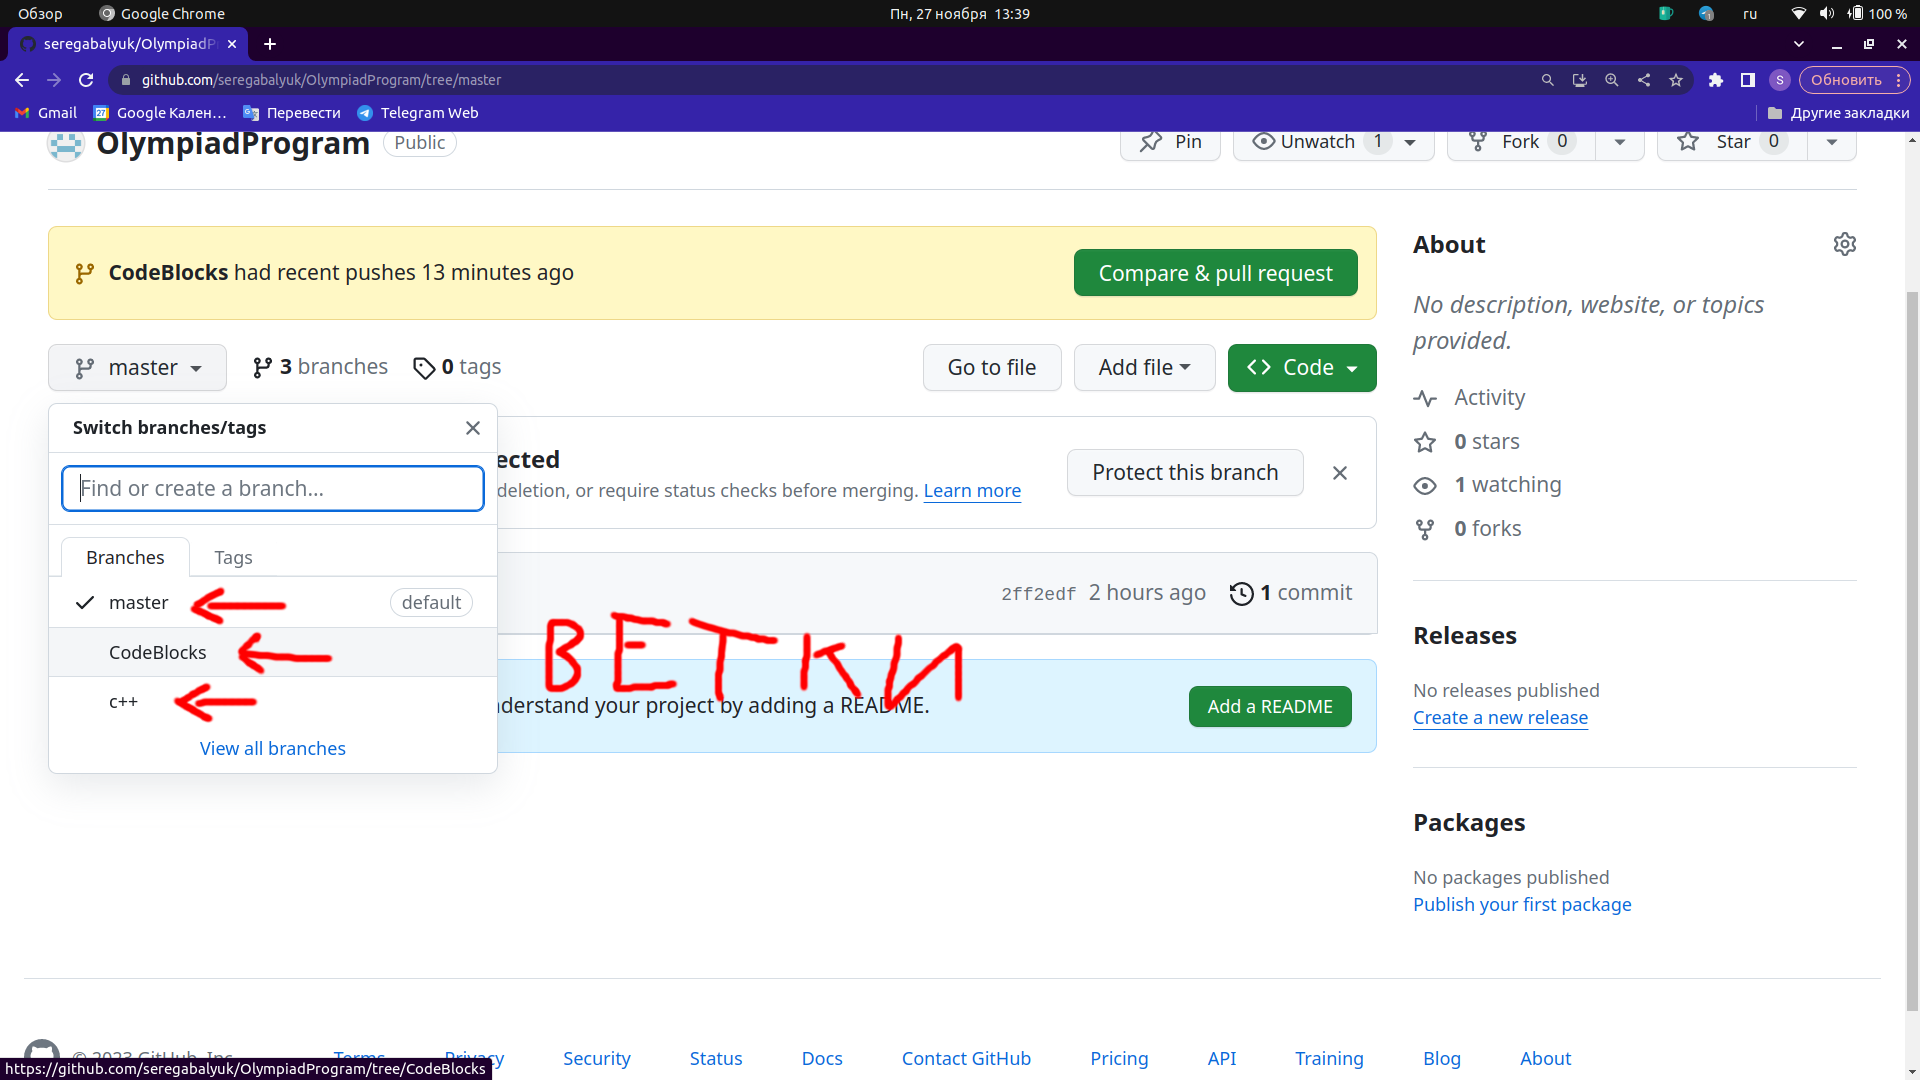 Обзор Google Chrome Пн, 27 ноября 13:39 ru 100 %
seregabalyuk/OlympiadP
github.com/seregabalyuk/OlympiadProgram/tree/master S Обновить
Gmail 27 Google Кален… Перевести Telegram Web Другие закладки
OlympiadProgram Public Pin Unwatch 1 Fork 0 Star 0
CodeBlocks had recent pushes 13 minutes ago Compare & pull request
master 3 branches 0 tags Go to file Add file Code
Switch branches/tags
Find or create a branch...
Branches Tags
master default
CodeBlocks
c++
View all branches
ected
deletion, or require status checks before merging. Learn more
Protect this branch
2ff2edf 2 hours ago 1 commit
ВЕТКИ
nderstand your project by adding a README.
Add a README
About
No description, website, or topics
provided.
Activity
0 stars
1 watching
0 forks
Releases
No releases published
Create a new release
Packages
No packages published
Publish your first package
© 2023 GitHub, Inc. Terms Privacy Security Status Docs Contact GitHub Pricing API Training Blog About
https://github.com/seregabalyuk/OlympiadProgram/tree/CodeBlocks